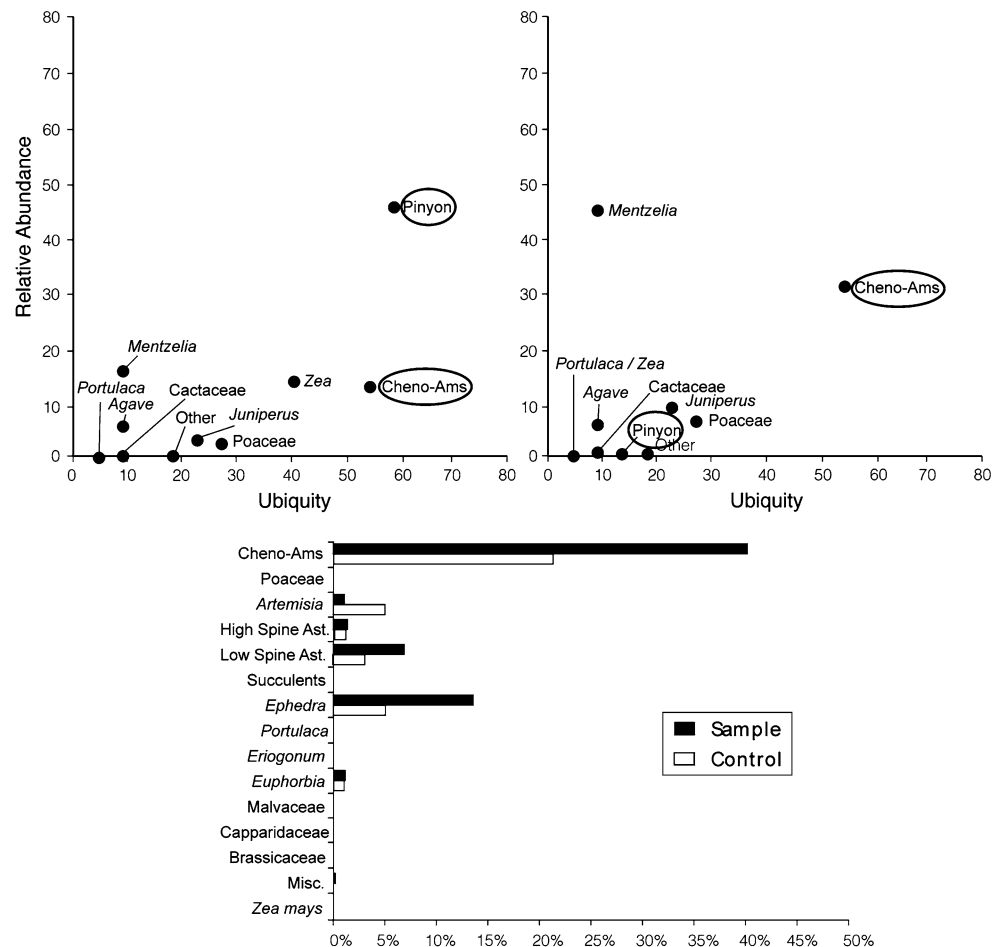 80
70
60
50
40
30
20
10
0
Relative Abundance
Pinyon
Mentzelia
Portulaca
Agave
Cactaceae
Other
Juniperus
Poaceae
Zea
Cheno-Ams
0 10 20 30 40 50 60 70 80
Ubiquity
80
70
60
50
40
30
20
10
0
Mentzelia
Cheno-Ams
Portulaca / Zea
Agave
Cactaceae
Juniperus
Poaceae
Pinyon
Other
0 10 20 30 40 50 60 70 80
Ubiquity
Cheno-Ams
Poaceae
Artemisia
High Spine Ast.
Low Spine Ast.
Succulents
Ephedra
Portulaca
Eriogonum
Euphorbia
Malvaceae
Capparidaceae
Brassicaceae
Misc.
Zea mays
Sample
Control
0% 5% 10% 15% 20% 25% 30% 35% 40% 45% 50%